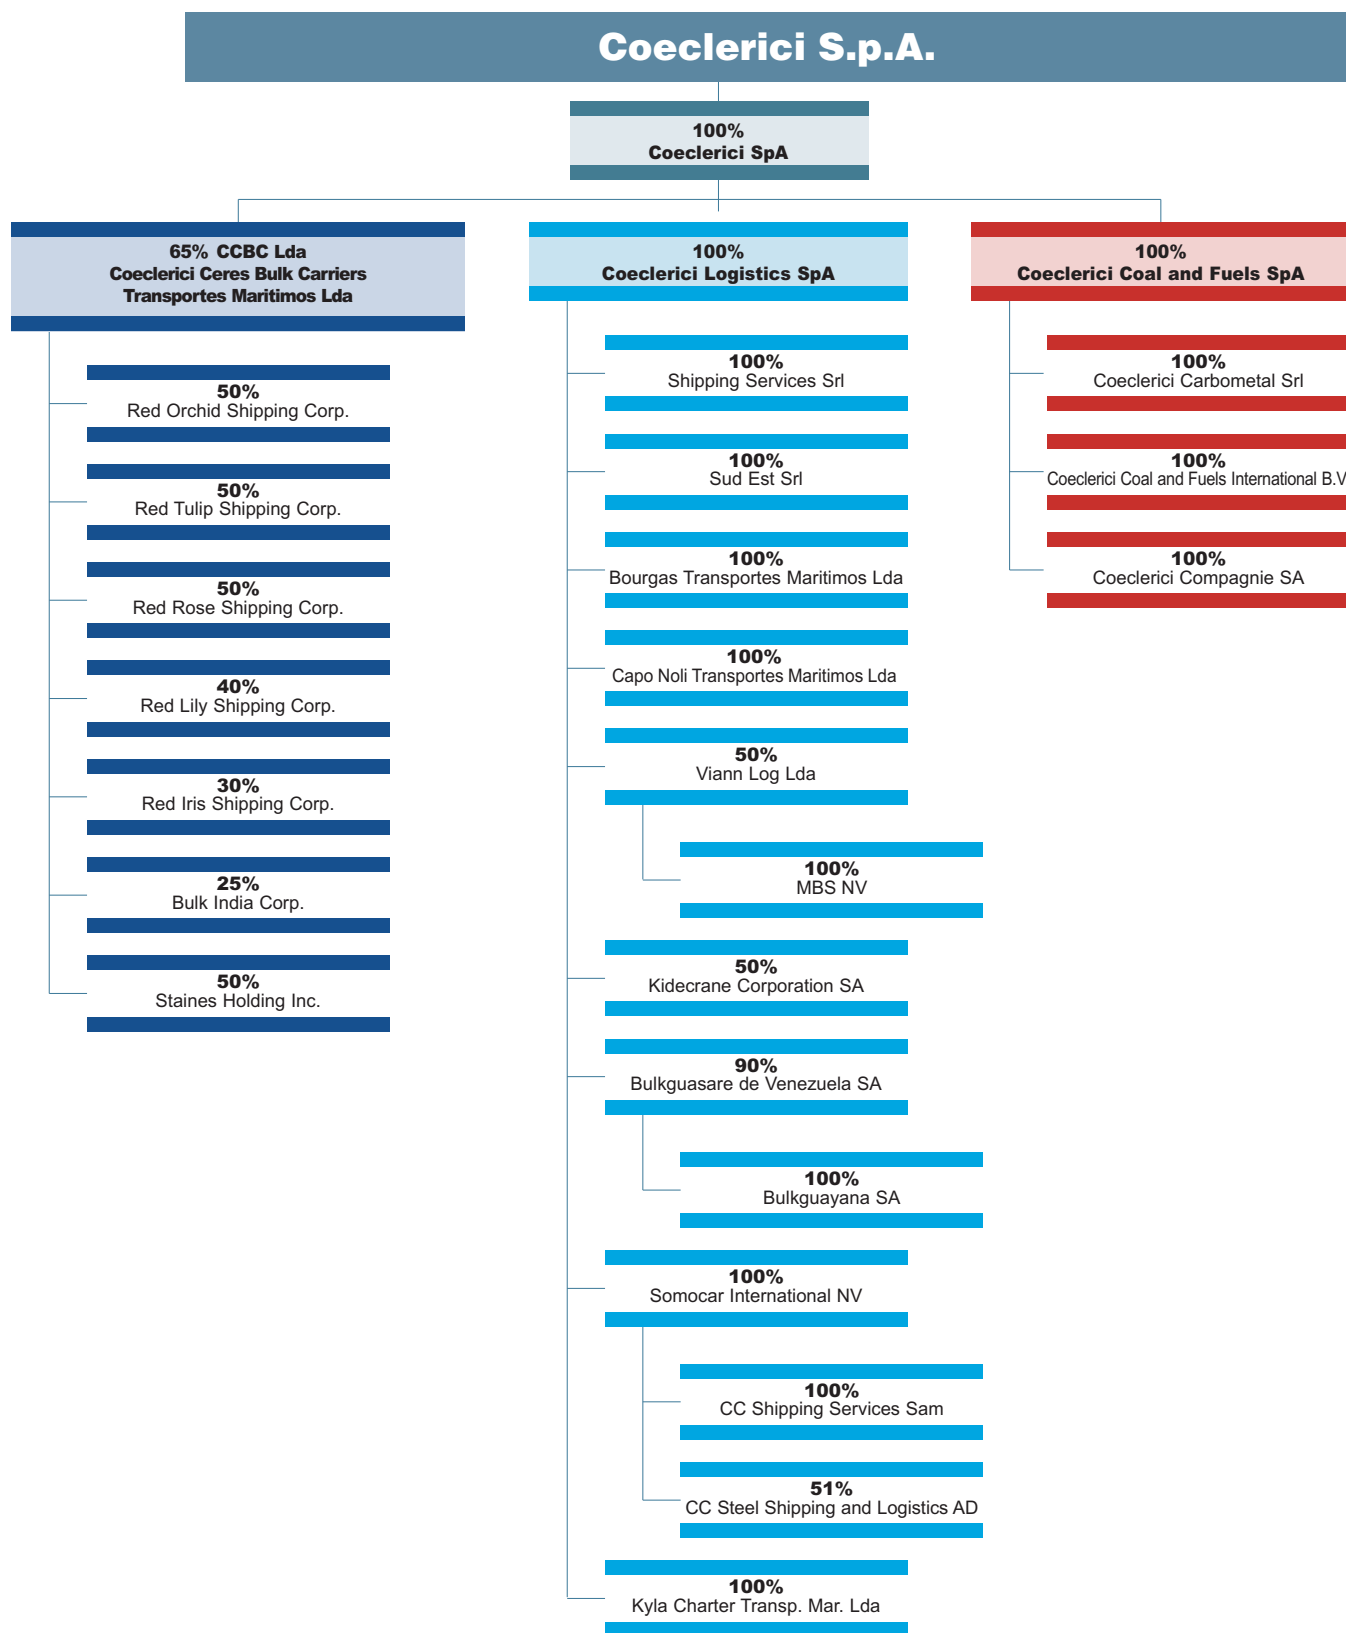 Coeclerici S.p.A.
100%
Coeclerici SpA
65% CCBC Lda
Coeclerici Ceres Bulk Carriers
Transportes Maritimos Lda
50%
Red Orchid Shipping Corp.
50%
Red Tulip Shipping Corp.
50%
Red Rose Shipping Corp.
40%
Red Lily Shipping Corp.
30%
Red Iris Shipping Corp.
25%
Bulk India Corp.
50%
Staines Holding Inc.
100%
Coeclerici Logistics SpA
100%
Shipping Services Srl
100%
Sud Est Srl
100%
Bourgas Transportes Maritimos Lda
100%
Capo Noli Transportes Maritimos Lda
50%
Viann Log Lda
100%
MBS NV
50%
Kidecrane Corporation SA
90%
Bulkguasare de Venezuela SA
100%
Bulkguayana SA
100%
Somocar International NV
100%
CC Shipping Services Sam
51%
CC Steel Shipping and Logistics AD
100%
Kyla Charter Transp. Mar. Lda
100%
Coeclerici Coal and Fuels SpA
100%
Coeclerici Carbometal Srl
100%
Coeclerici Coal and Fuels International B.V
100%
Coeclerici Compagnie SA